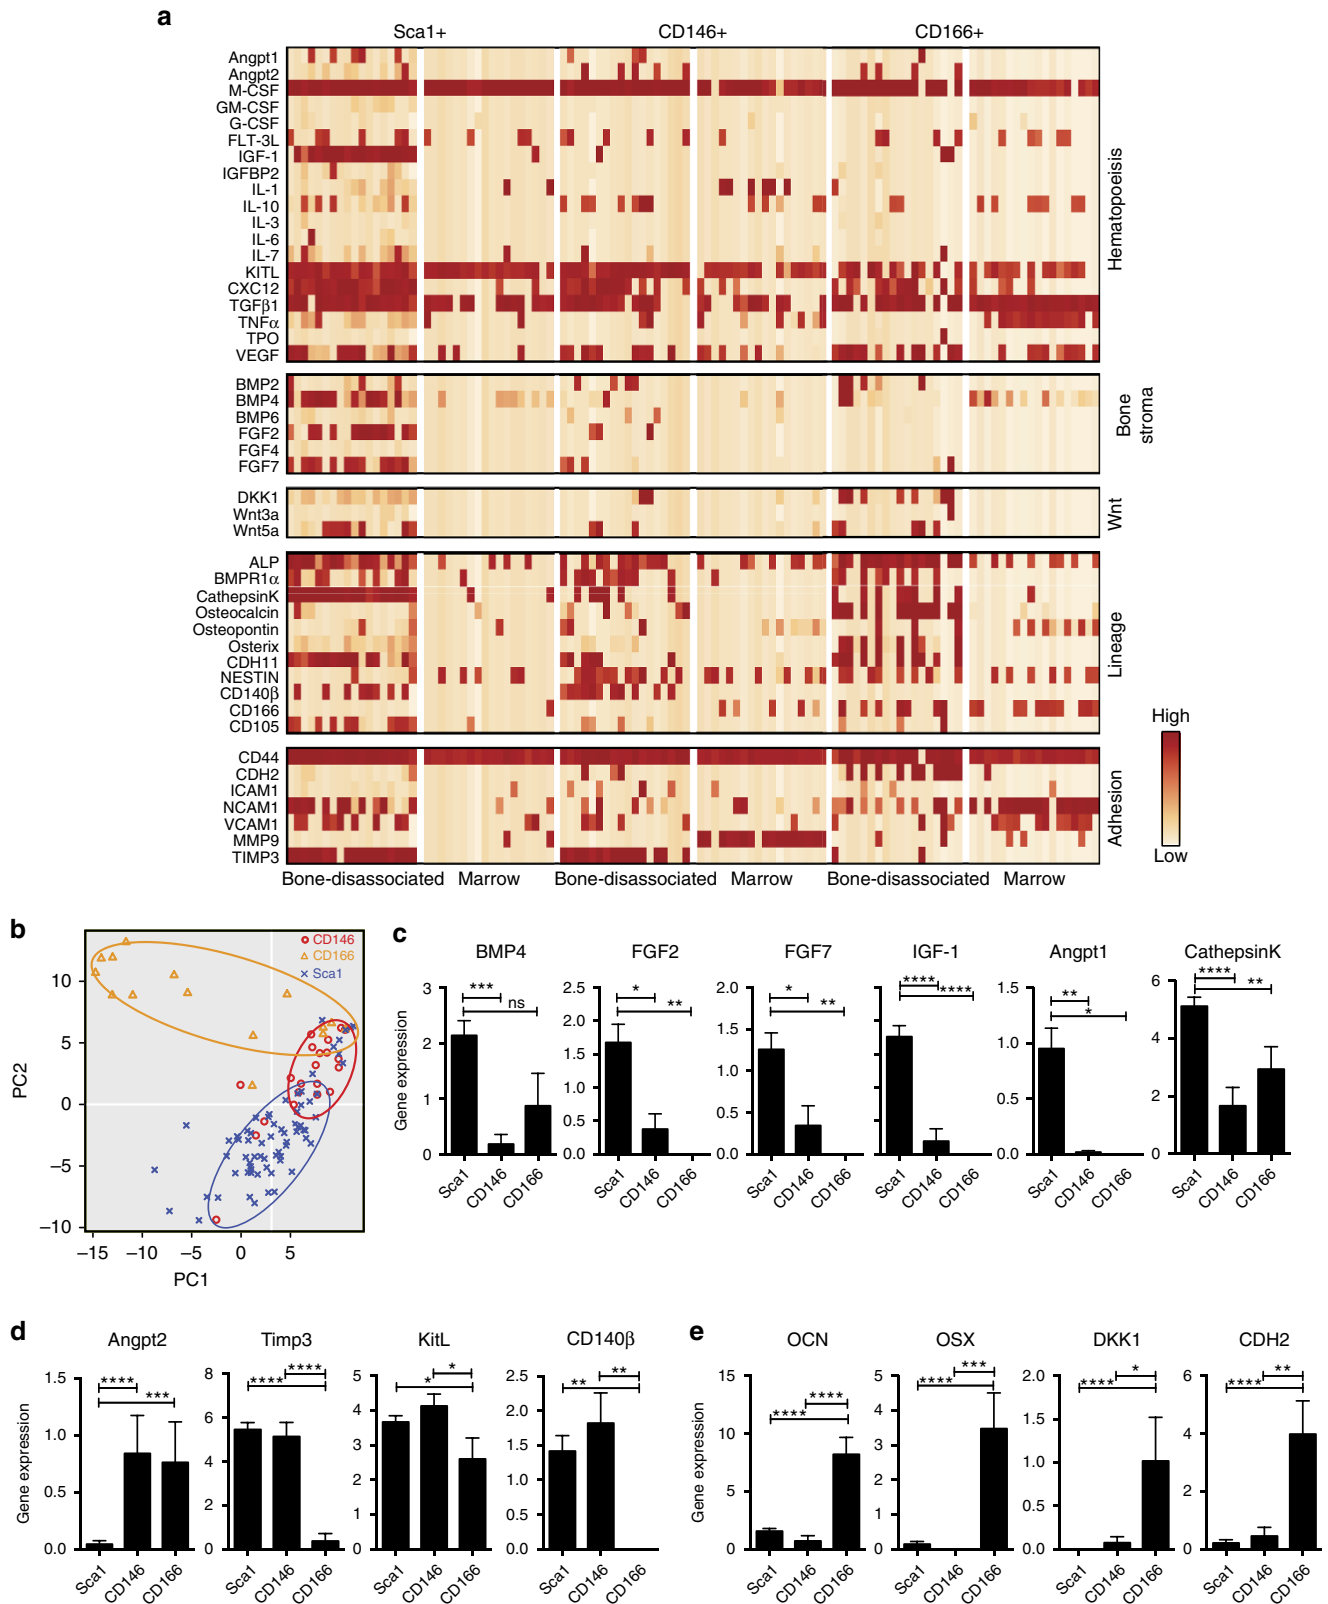 a
Sca1+ CD146+ CD166+
Angpt1
Angpt2
M-CSF
GM-CSF
G-CSF
FLT-3L
IGF-1
IGFBP2
IL-1
IL-10
IL-3
IL-6
IL-7
KITL
CXC12
TGFβ1
TNFα
TPO
VEGF
Hematopoeisis
BMP2
BMP4
BMP6
FGF2
FGF4
FGF7
Bone
stroma
DKK1
Wnt3a
Wnt5a
Wnt
ALP
BMPR1α
CathepsinK
Osteocalcin
Osteopontin
Osterix
CDH11
NESTIN
CD140β
CD166
CD105
Lineage
CD44
CDH2
ICAM1
NCAM1
VCAM1
MMP9
TIMP3
Adhesion
High
Low
Bone-disassociated Marrow Bone-disassociated Marrow Bone-disassociated Marrow
b
CD146
CD166
Sca1
10
5
0
−5
−10
PC2
−15 −10 −5 0 5
PC1
c
Gene expression
BMP4
3
2
1
0
***
ns
Sca1 CD146 CD166
FGF2
2.5
2.0
1.5
1.0
0.5
0.0
*
**
Sca1 CD146 CD166
FGF7
2.0
1.5
1.0
0.5
0.0
*
**
Sca1 CD146 CD166
IGF-1
****
****
Sca1 CD146 CD166
Angpt1
1.5
1.0
0.5
0.0
**
*
Sca1 CD146 CD166
CathepsinK
6
4
2
0
****
**
Sca1 CD146 CD166
d
Gene expression
Angpt2
1.5
1.0
0.5
0.0
****
***
Sca1 CD146 CD166
Timp3
8
6
4
2
0
****
****
Sca1 CD146 CD166
KitL
5
4
3
2
1
0
*
*
Sca1 CD146 CD166
CD140β
2.5
2.0
1.5
1.0
0.5
0.0
**
**
Sca1 CD146 CD166
e
Gene expression
OCN
15
10
5
0
****
****
Sca1 CD146 CD166
OSX
5
4
3
2
1
0
***
****
Sca1 CD146 CD166
DKK1
2.0
1.5
1.0
0.5
0.0
*
****
Sca1 CD146 CD166
CDH2
6
4
2
0
**
****
Sca1 CD146 CD166